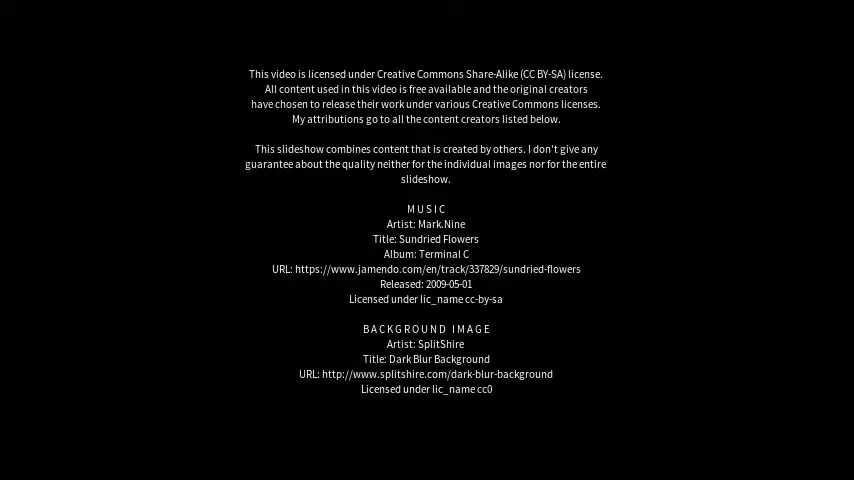 This video is licensed under Creative Commons Share-Alike (CC BY-SA) license.
All content used in this video is free available and the original creators
have chosen to release their work under various Creative Commons licenses.
My attributions go to all the content creators listed below.
This slideshow combines content that is created by others. I don't give any
guarantee about the quality neither for the individual images nor for the entire
slideshow.
MUSIC
Artist: Mark.Nine
Title: Sundried Flowers
Album: Terminal C
URL: https://www.jamendo.com/en/track/337829/sundried-flowers
Released: 2009-05-01
Licensed under lic_name cc-by-sa
BACKGROUND IMAGE
Artist: SplitShire
Title: Dark Blur Background
URL: http://www.splitshire.com/dark-blur-background
Licensed under lic_name cc0